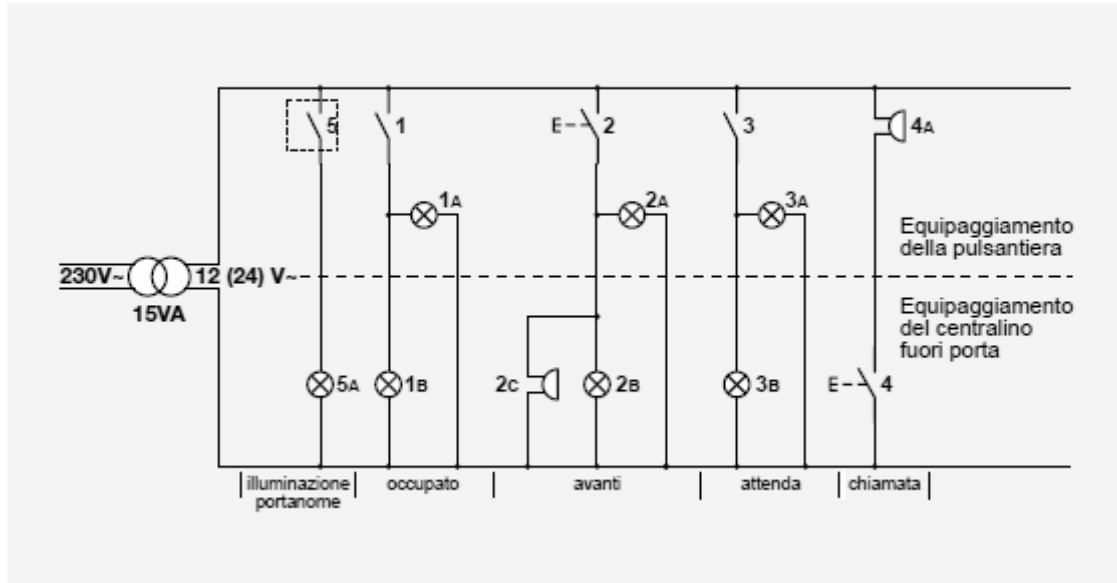 5
1
E
2
3
4A
1A
2A
3A
Equipaggiamento
della pulsantiera
230V~
12 (24) V~
15VA
Equipaggiamento
del centralino
fuori porta
5A
1B
2C
2B
3B
E
4
illuminazione
portanome
occupato
avanti
attenda
chiamata